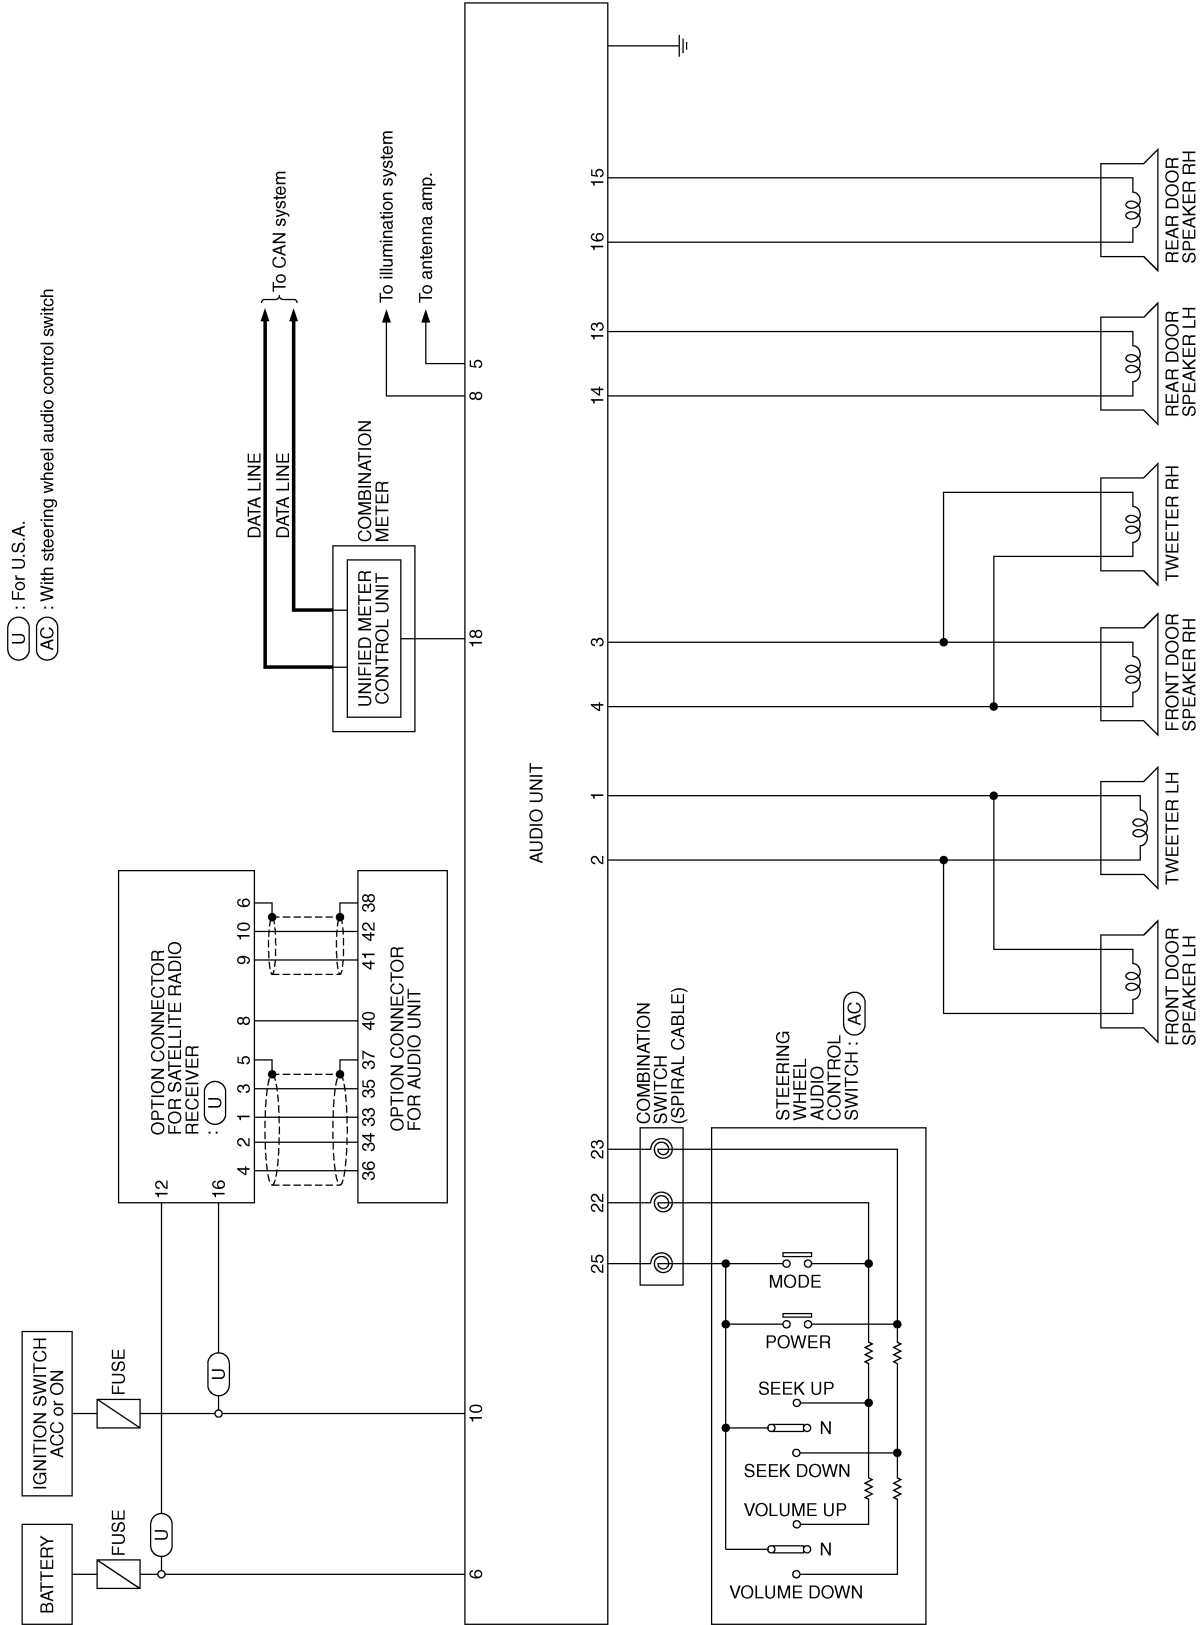 U : For U.S.A.
AC : With steering wheel audio control switch
BATTERY
FUSE
U
IGNITION SWITCH
ACC or ON
FUSE
U
12
16
OPTION CONNECTOR
FOR SATELLITE RADIO
RECEIVER
: U
4
2
1
3
5
8
9
10
6
36
34
33
35
37
40
41
42
38
OPTION CONNECTOR
FOR AUDIO UNIT
DATA LINE
DATA LINE
To CAN system
COMBINATION
METER
UNIFIED METER
CONTROL UNIT
To illumination system
To antenna amp.
6
10
18
8
5
AUDIO UNIT
25
22
23
2
1
4
3
14
13
16
15
COMBINATION
SWITCH
(SPIRAL CABLE)
STEERING
WHEEL
AUDIO
CONTROL
SWITCH : AC
MODE
POWER
SEEK UP
N
SEEK DOWN
VOLUME UP
N
VOLUME DOWN
FRONT DOOR
SPEAKER LH
TWEETER LH
FRONT DOOR
SPEAKER RH
TWEETER RH
REAR DOOR
SPEAKER LH
REAR DOOR
SPEAKER RH